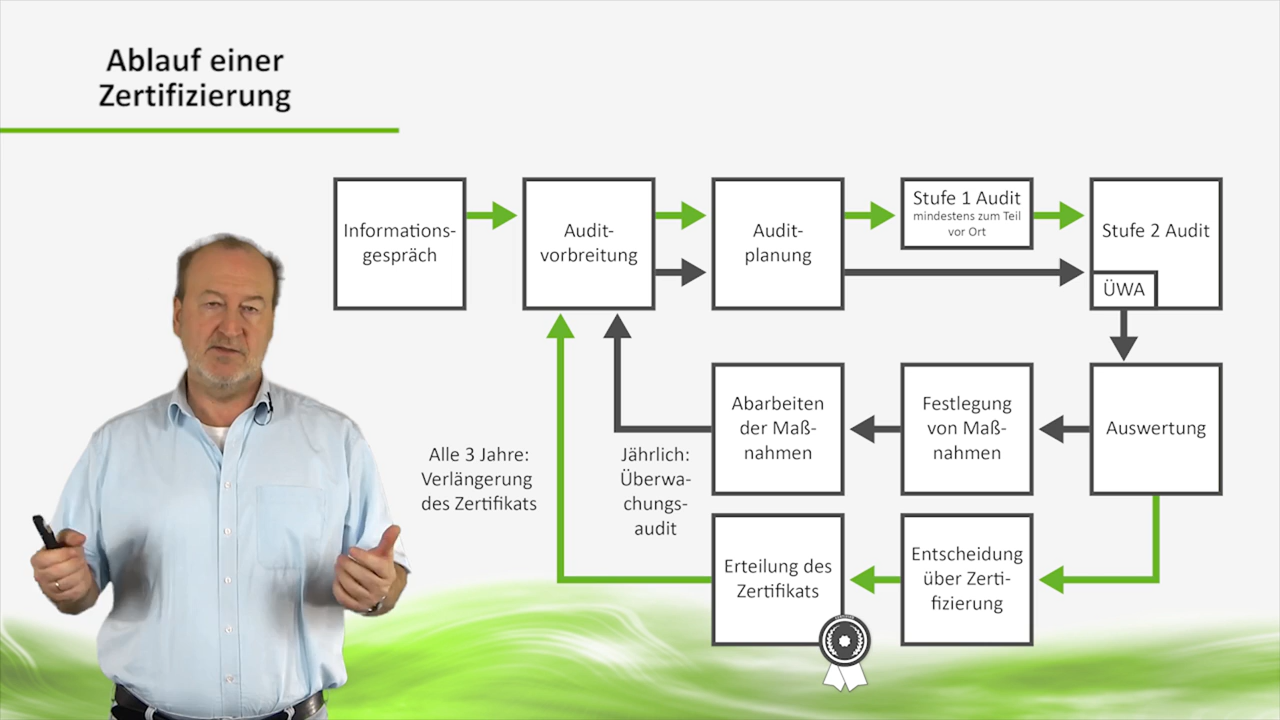 Ablauf einer
Zertifizierung
Informations-
gespräch
Audit-
vorbreitung
Audit-
planung
Stufe 1 Audit
mindestens zum Teil
vor Ort
Stufe 2 Audit
ÜWA
Abarbeiten
der Maß-
nahmen
Festlegung
von Maß-
nahmen
Auswertung
Alle 3 Jahre:
Verlängerung
des Zertifikats
Jährlich:
Überwa-
chungs-
audit
Erteilung des
Zertifikats
Entscheidung
über Zerti-
fizierung